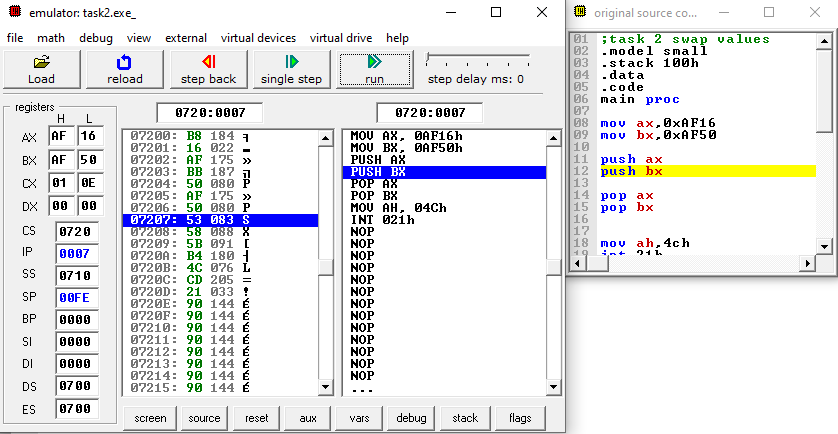 emulator: task2.exe_
file math debug view external virtual devices virtual drive help
Load reload step back single step run step delay ms: 0
registers
H L
AX AF 16
BX AF 50
CX 01 0E
DX 00 00
CS 0720
IP 0007
SS 0710
SP 00FE
BP 0000
SI 0000
DI 0000
DS 0700
ES 0700
0720:0007
07200: B8 184 ╕
07201: 16 022 ▬
07202: AF 175 »
07203: BB 187 ╗
07204: 50 080 P
07205: AF 175 »
07206: 50 080 P
07207: 53 083 S
07208: 58 088 X
07209: 5B 091 [
0720A: B4 180 ┤
0720B: 4C 076 L
0720C: CD 205 =
0720D: 21 033 !
0720E: 90 144 É
0720F: 90 144 É
07210: 90 144 É
07211: 90 144 É
07212: 90 144 É
07213: 90 144 É
07214: 90 144 É
07215: 90 144 É
0720:0007
MOV AX, 0AF16h
MOV BX, 0AF50h
PUSH AX
PUSH BX
POP AX
POP BX
MOV AH, 04Ch
INT 021h
NOP
NOP
NOP
NOP
NOP
NOP
NOP
NOP
NOP
NOP
NOP
NOP
NOP
...
screen source reset aux vars debug stack flags
original source co...
01 ;task 2 swap values
02 .model small
03 .stack 100h
04 .data
05 .code
06 main proc
07
08 mov ax,0xAF16
09 mov bx,0xAF50
10
11 push ax
12 push bx
13
14 pop ax
15 pop bx
16
17
18 mov ah,4ch
19 int 21h